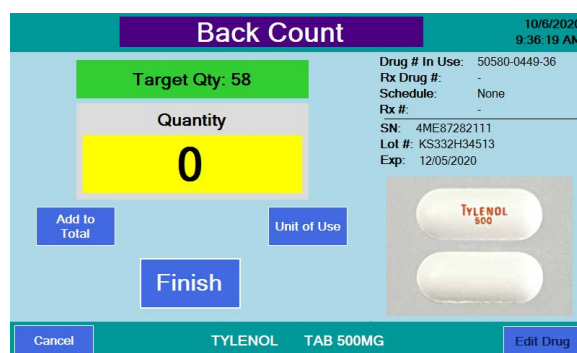 Back Count
10/6/2020
9:36:19 AM
Target Qty: 58
Quantity
0
Add to
Total
Unit of Use
Finish
Drug # In Use: 50580-0449-36
Rx Drug #: -
Schedule: None
Rx #: -
SN: 4ME87282111
Lot #: KS332H34513
Exp: 12/05/2020
TYLENOL
500
Cancel
TYLENOL TAB 500MG
Edit Drug